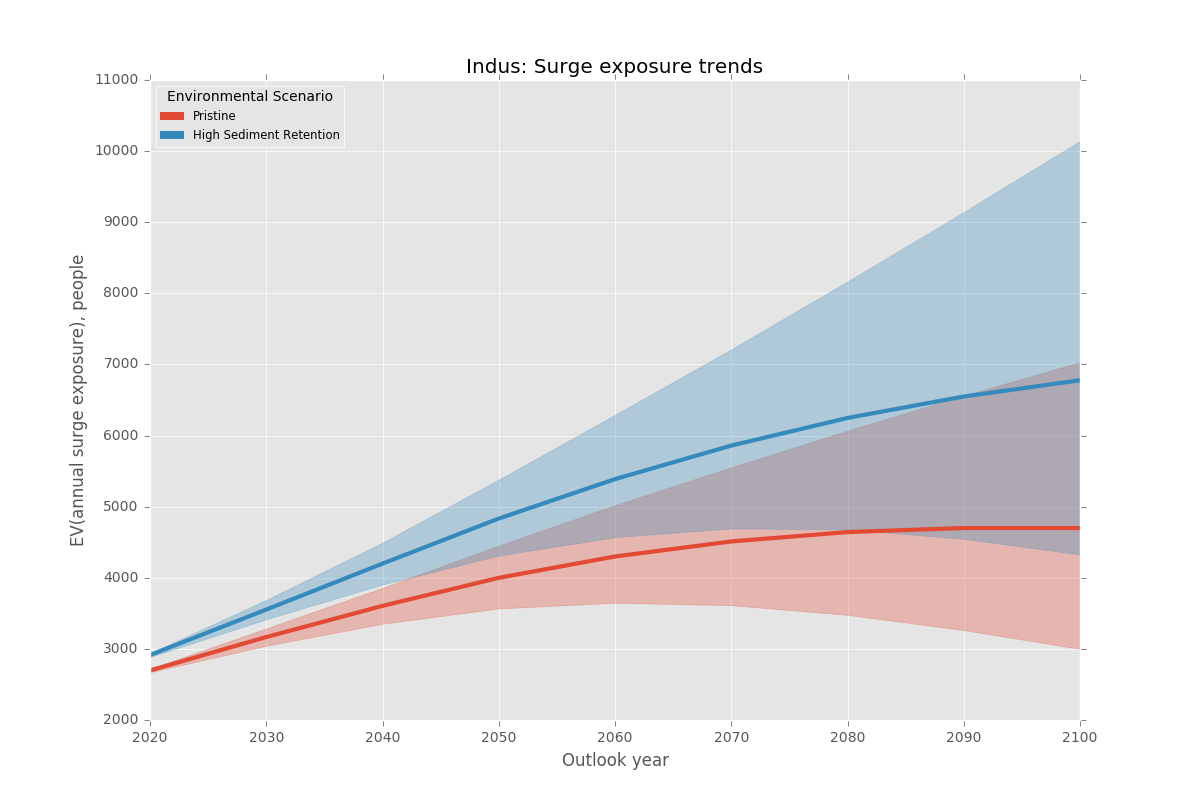 Indus: Surge exposure trends
Environmental Scenario
Pristine
High Sediment Retention
EV(annual surge exposure), people
11000
10000
9000
8000
7000
6000
5000
4000
3000
2000
2020 2030 2040 2050 2060 2070 2080 2090 2100
Outlook year